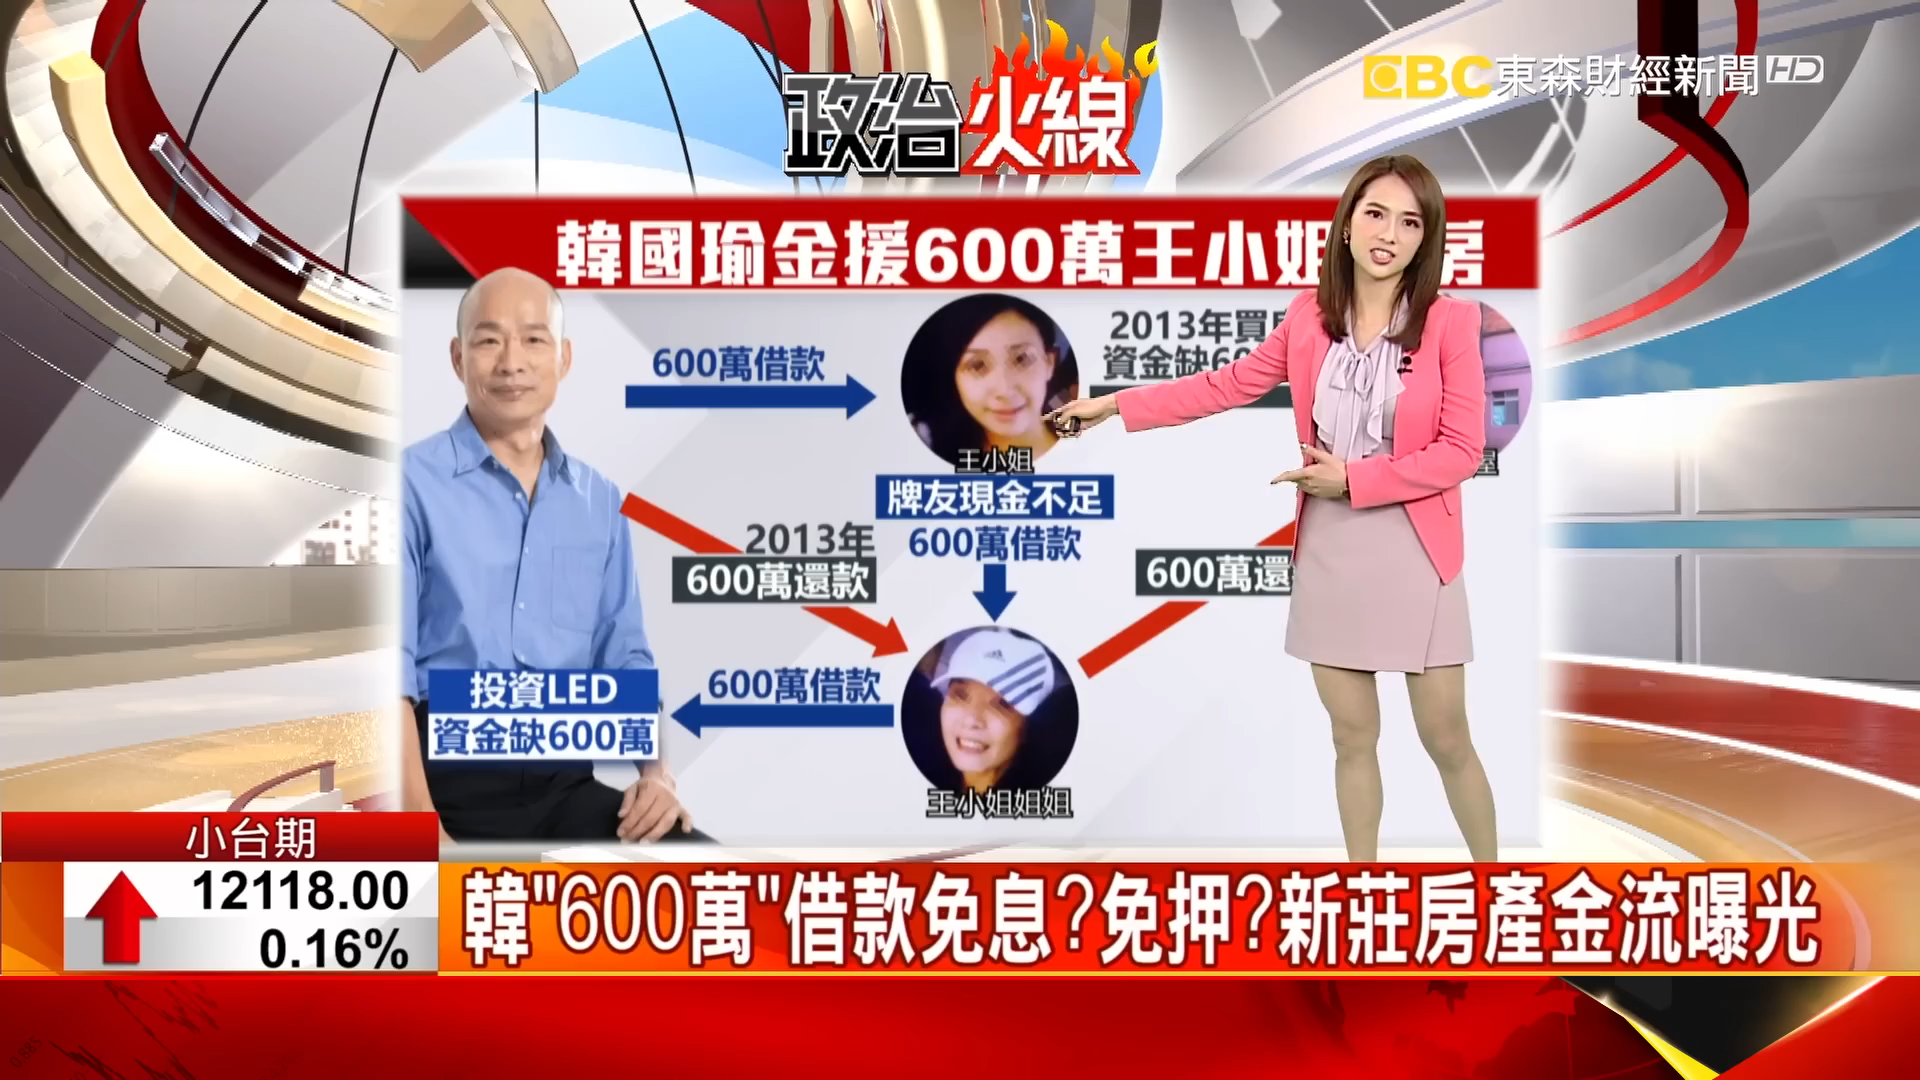 政治火線
EBC東森財經新聞HD
韓國瑜金援600萬王小姐 房
600萬借款
2013年買
資金缺60
王小姐
屋
牌友現金不足
600萬借款
2013年
600萬還款
600萬還
600萬借款
投資LED
資金缺600萬
王小姐姐姐
小台期
12118.00
0.16%
韓"600萬"借款免息?免押?新莊房產金流曝光